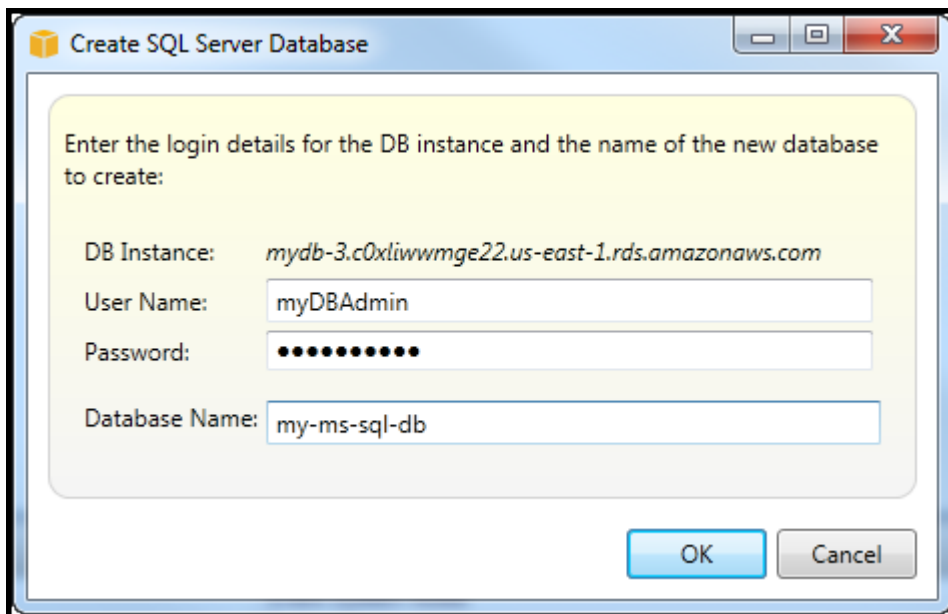 Create SQL Server Database
Enter the login details for the DB instance and the name of the new database
to create:
DB Instance: mydb-3.c0xliwwmge22.us-east-1.rds.amazonaws.com
User Name: myDBAdmin
Password: ●●●●●●●●●●
Database Name: my-ms-sql-db
OK Cancel